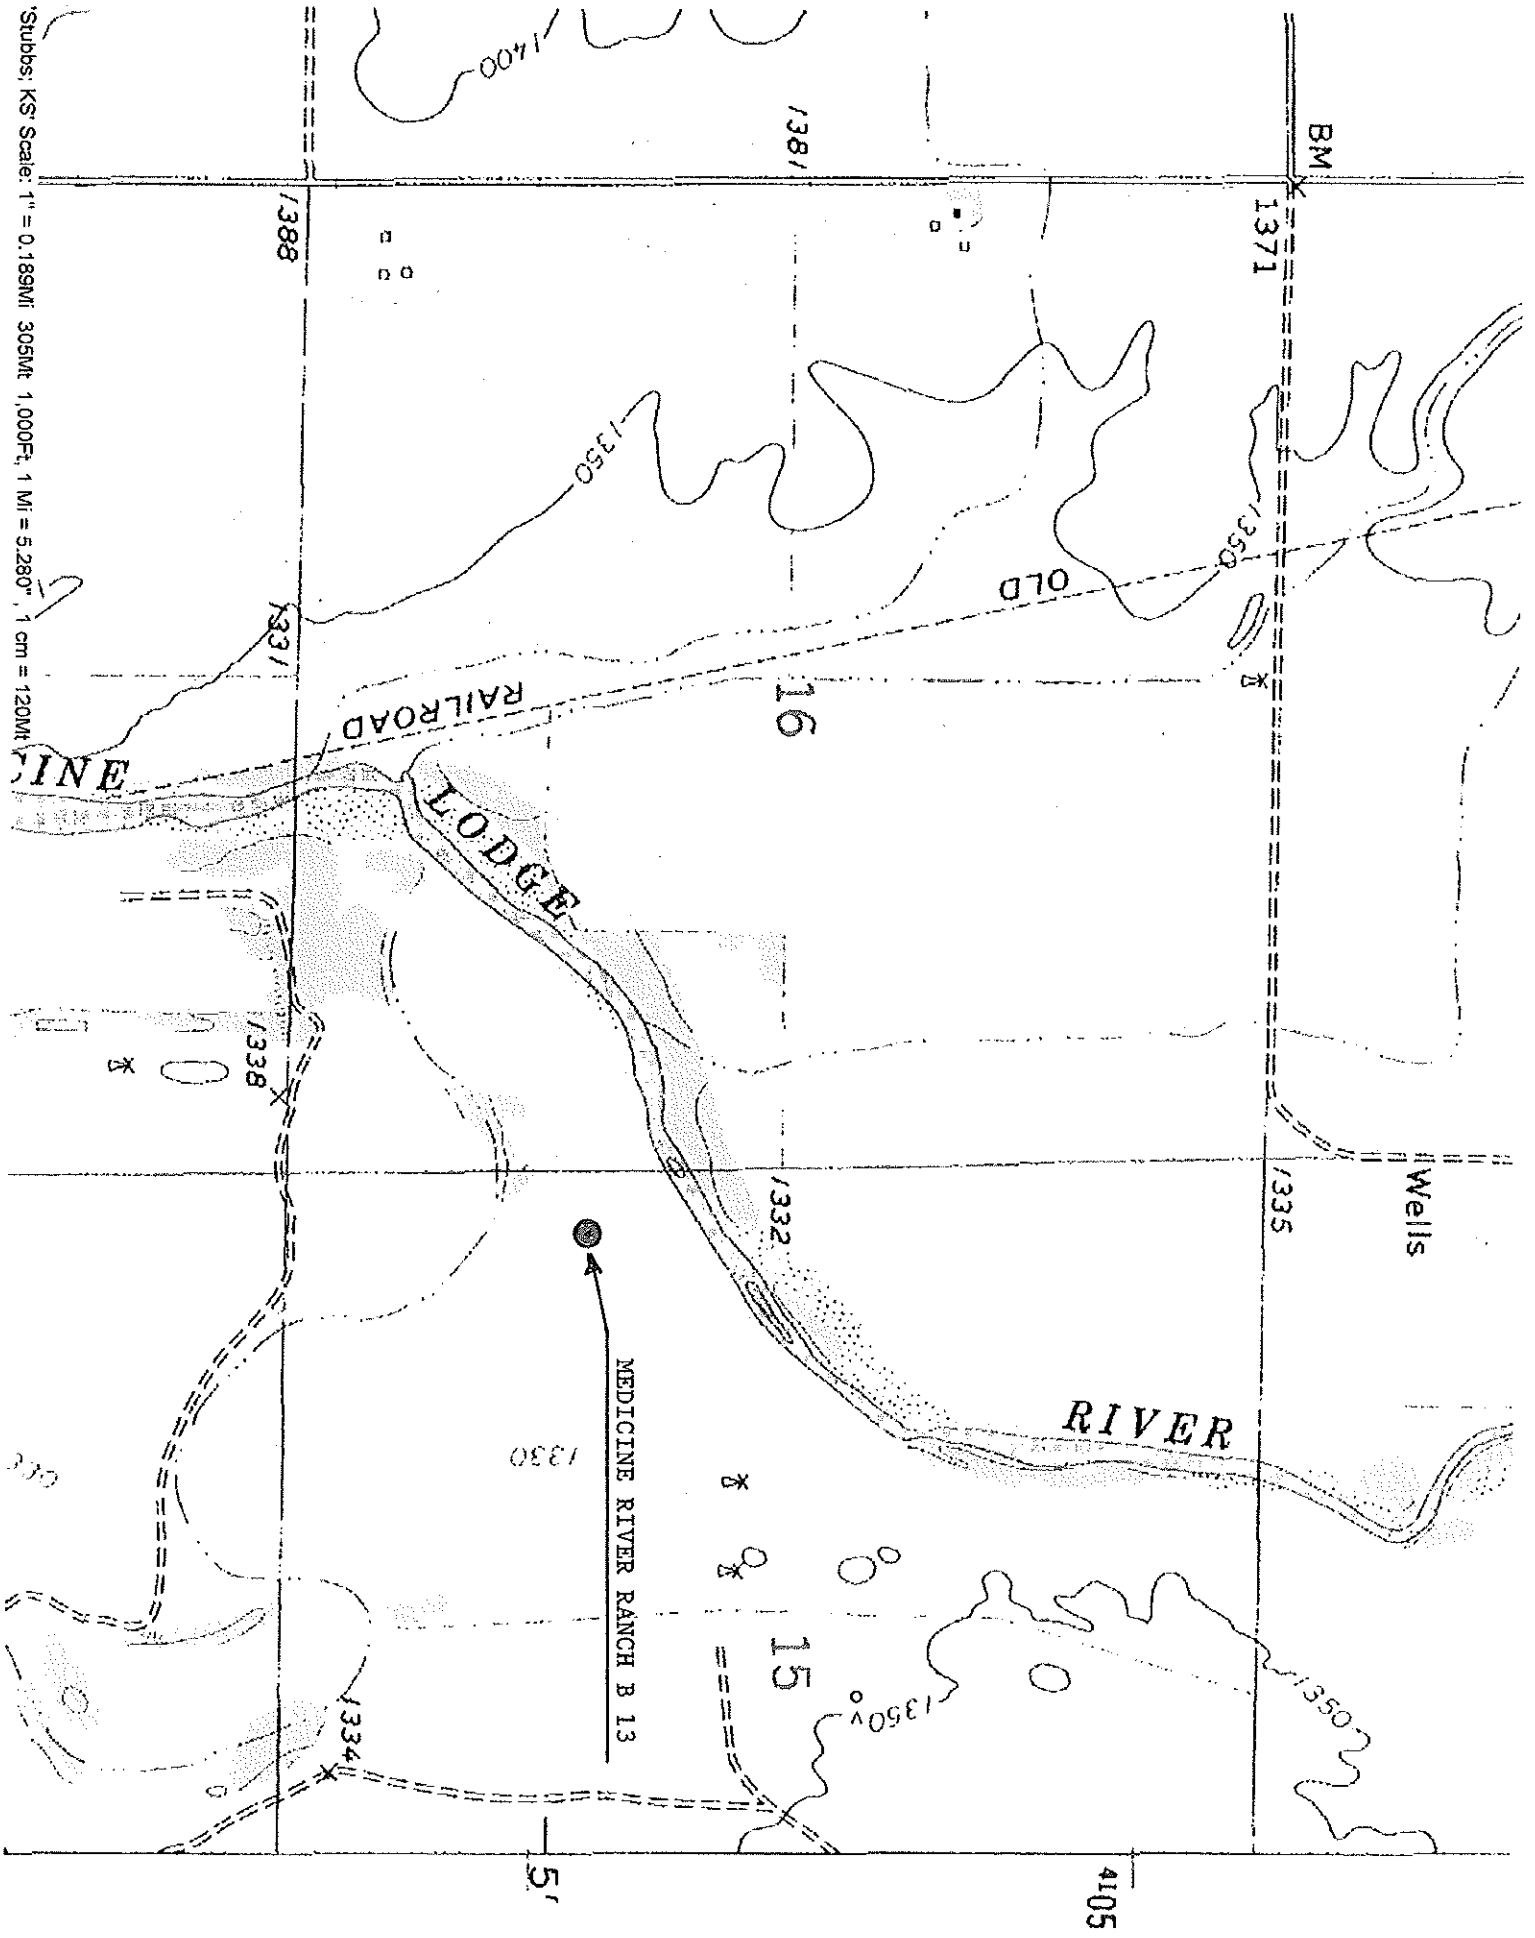 'Stubbs; KS' Scale: 1" = 0.189Mi 305Mt 1,000Ft, 1 Mi = 5.280", 1 cm = 120Mt
1400
1381
BM
1371
1388
1350
1350
OLD
RAILROAD
1331
16
CINE
LODGE
RIVER
1338
1332
1335
Wells
MEDICINE RIVER RANCH B 13
1330
15
1350
1350
1334
5'
4105